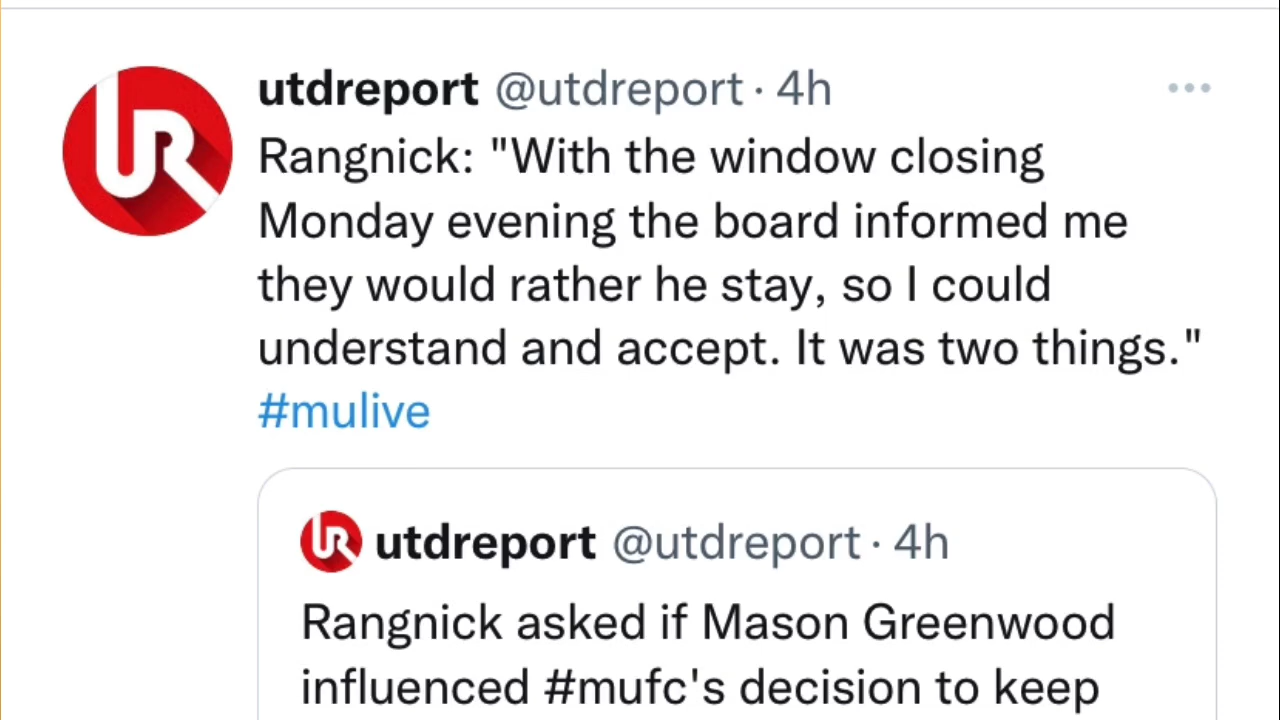 utdreport @utdreport · 4h
Rangnick: "With the window closing
Monday evening the board informed me
they would rather he stay, so I could
understand and accept. It was two things."
#mulive
utdreport @utdreport · 4h
Rangnick asked if Mason Greenwood
influenced #mufc's decision to keep